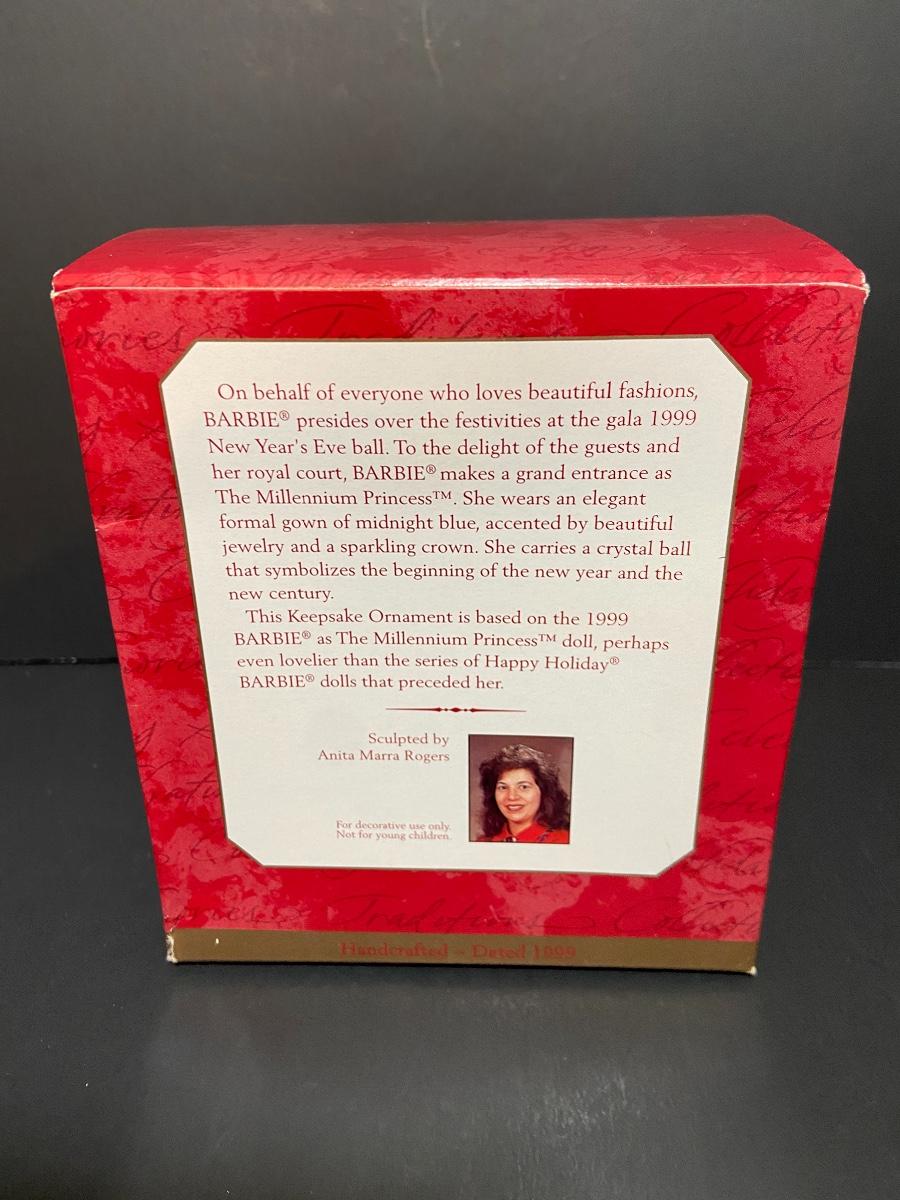 On behalf of everyone who loves beautiful fashions,
BARBIE® presides over the festivities at the gala 1999
New Year's Eve ball. To the delight of the guests and
her royal court, BARBIE® makes a grand entrance as
The Millennium Princess™. She wears an elegant
formal gown of midnight blue, accented by beautiful
jewelry and a sparkling crown. She carries a crystal ball
that symbolizes the beginning of the new year and the
new century.
This Keepsake Ornament is based on the 1999
BARBIE® as The Millennium Princess™ doll, perhaps
even lovelier than the series of Happy Holiday®
BARBIE® dolls that preceded her.
Sculpted by
Anita Marra Rogers
For decorative use only.
Not for young children.
Traditions
Handcrafted ~ Dated 1999